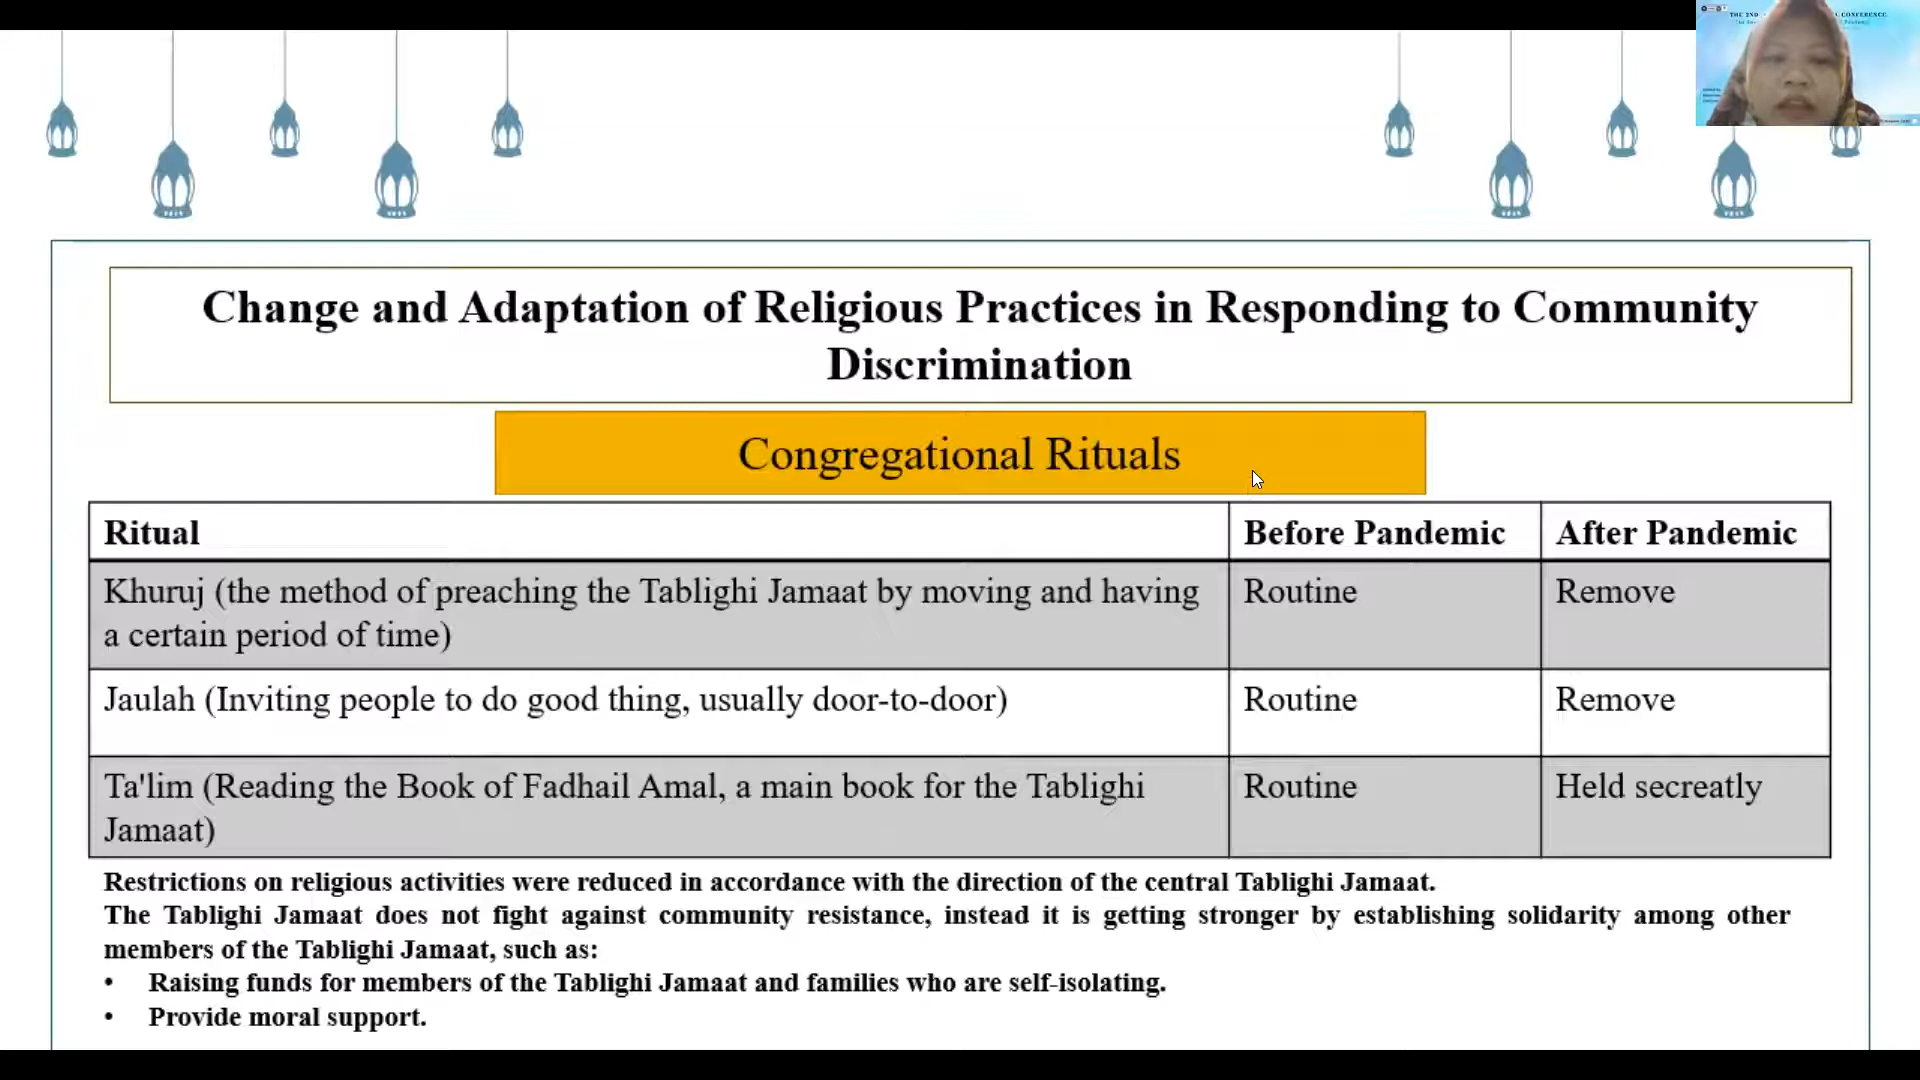 THE 2ND
CONFERENCE
Change and Adaptation of Religious Practices in Responding to Community
Discrimination
Congregational Rituals
Ritual Before Pandemic After Pandemic
Khuruj (the method of preaching the Tablighi Jamaat by moving and having Routine Remove
a certain period of time)
Jaulah (Inviting people to do good thing, usually door-to-door) Routine Remove
Ta'lim (Reading the Book of Fadhail Amal, a main book for the Tablighi Routine Held secreatly
Jamaat)
Restrictions on religious activities were reduced in accordance with the direction of the central Tablighi Jamaat.
The Tablighi Jamaat does not fight against community resistance, instead it is getting stronger by establishing solidarity among other
members of the Tablighi Jamaat, such as:
• Raising funds for members of the Tablighi Jamaat and families who are self-isolating.
• Provide moral support.